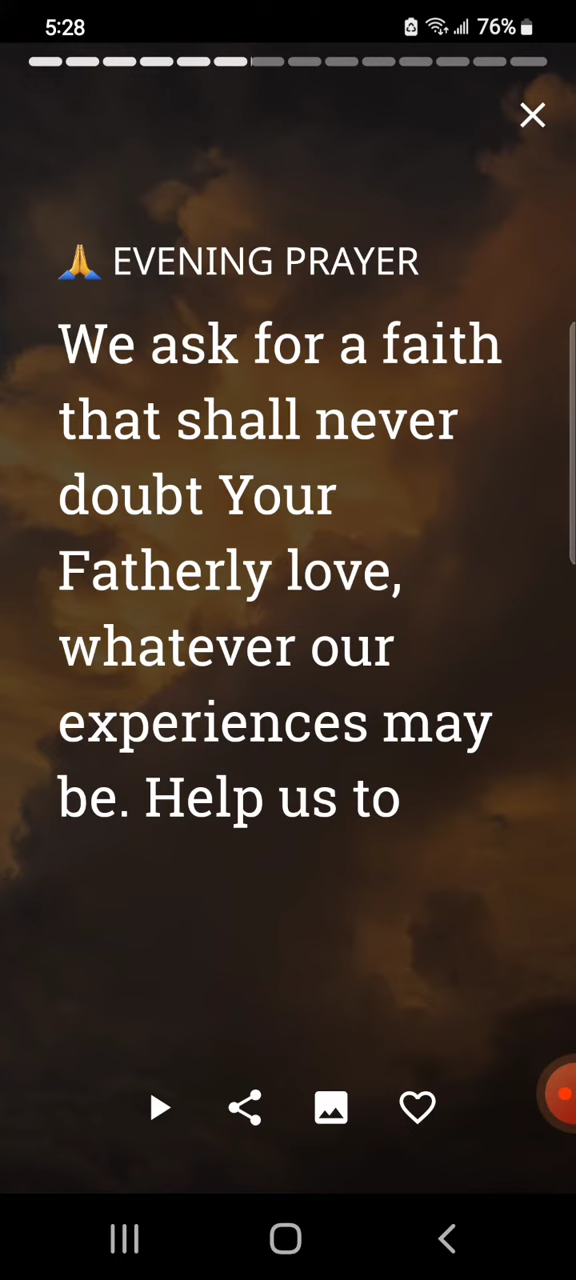 5:28 76%
🙏 EVENING PRAYER
We ask for a faith
that shall never
doubt Your
Fatherly love,
whatever our
experiences may
be. Help us to